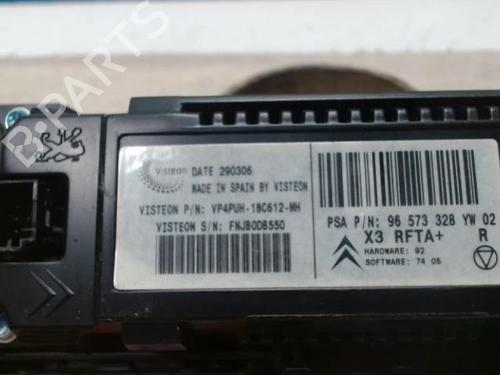 B-PARTS
Visteon
DATE 290306
MADE IN SPAIN BY VISTEON
VISTEON P/N: VP4PUH-18C612-MH
VISTEON S/N: FNJB0D8550
PSA P/N: 96 573 328 YW 02
X3 RFTA+ R
HARDWARE: 92
SOFTWARE: 74 05